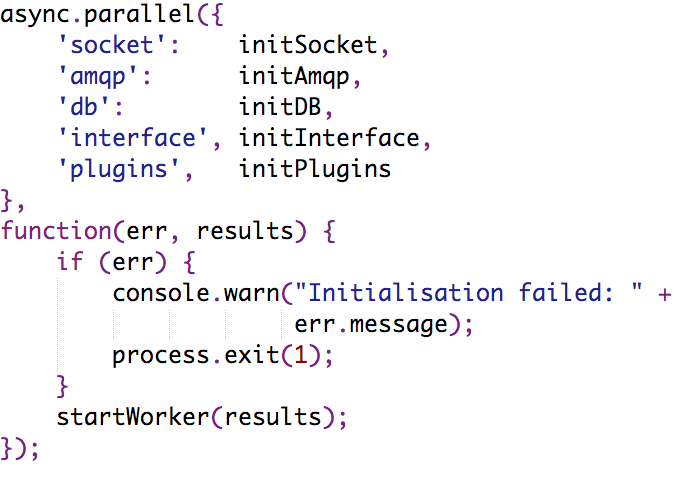 async.parallel({
    'socket':    initSocket,
    'amqp':      initAmqp,
    'db':        initDB,
    'interface', initInterface,
    'plugins',   initPlugins
},
function(err, results) {
    if (err) {
        console.warn("Initialisation failed: " +
                     err.message);
        process.exit(1);
    }
    startWorker(results);
});